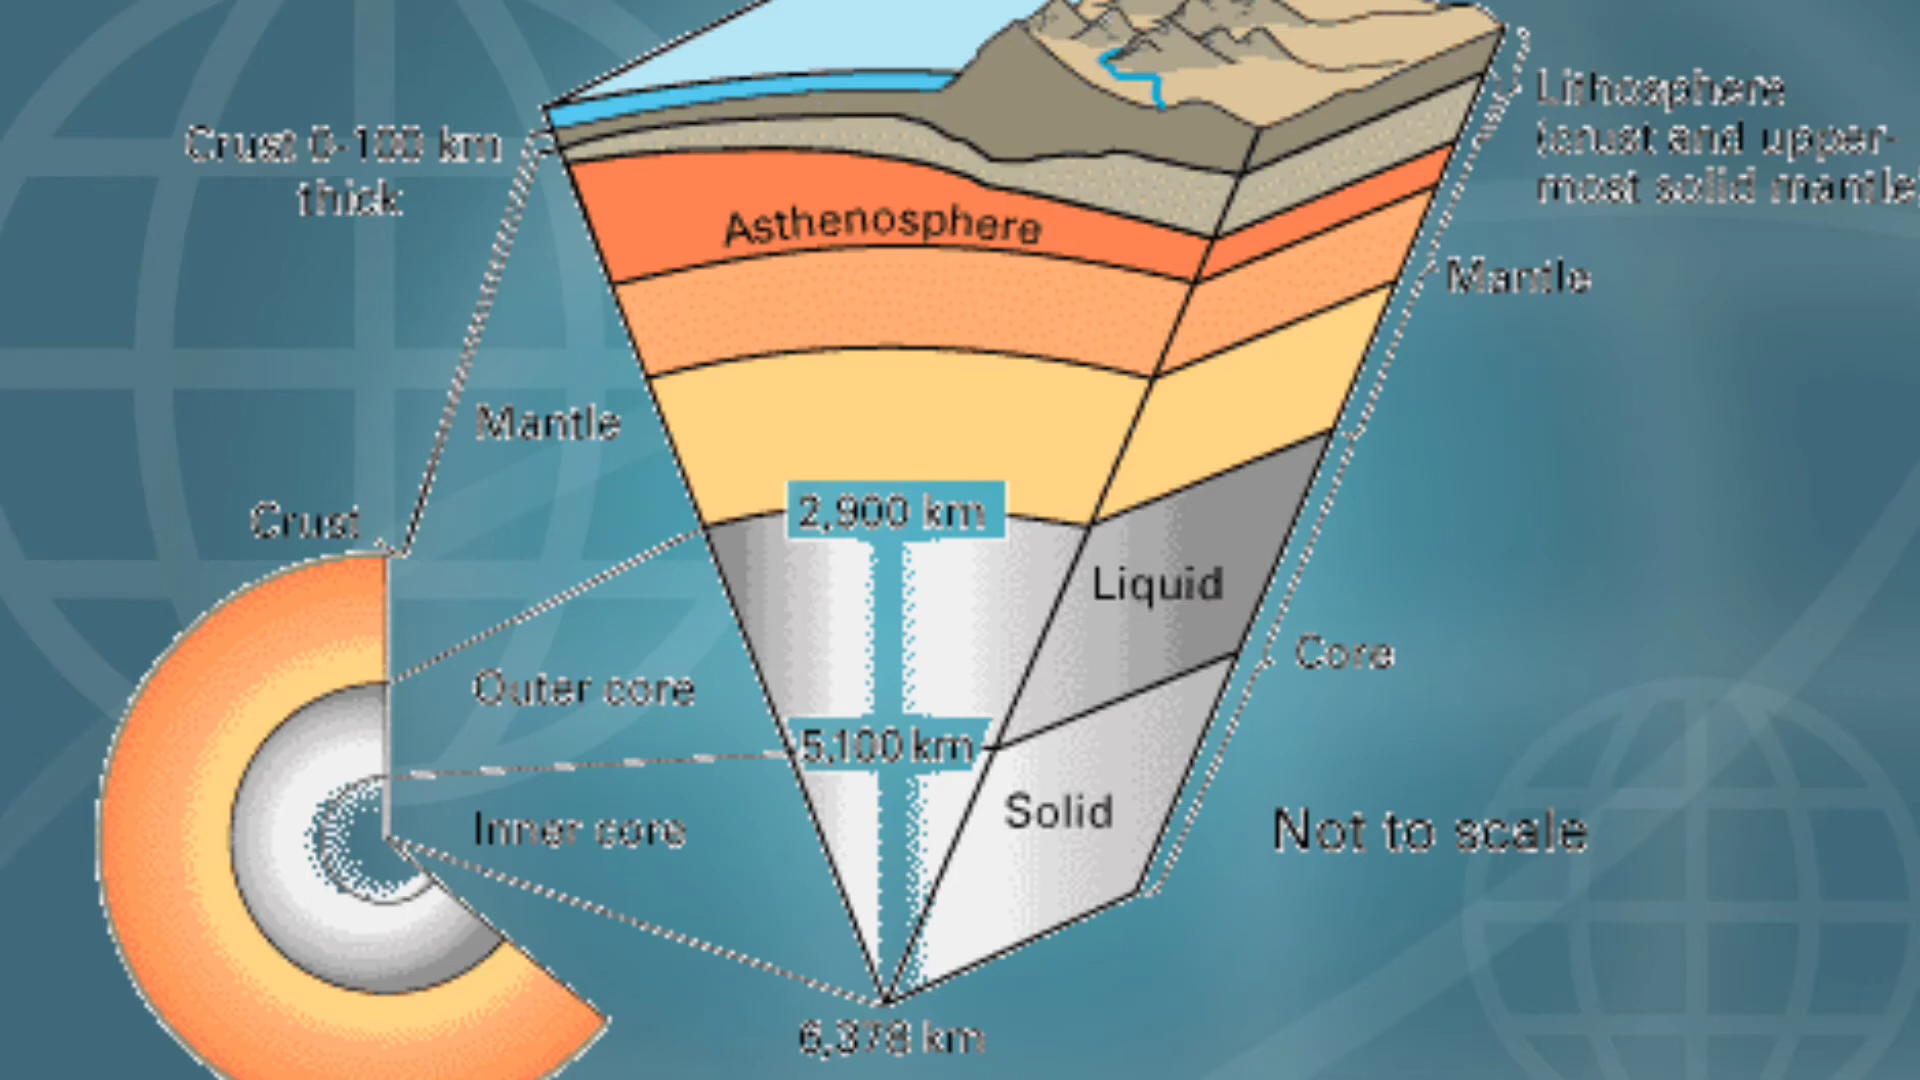 Crust 0-100 km
thick
Lithosphere
(crust and upper-
most solid mantle)
Asthenosphere
Mantle
Mantle
2,900 km
Crust
Liquid
Core
Outer core
5,100 km
Inner core
Solid
Not to scale
6,378 km